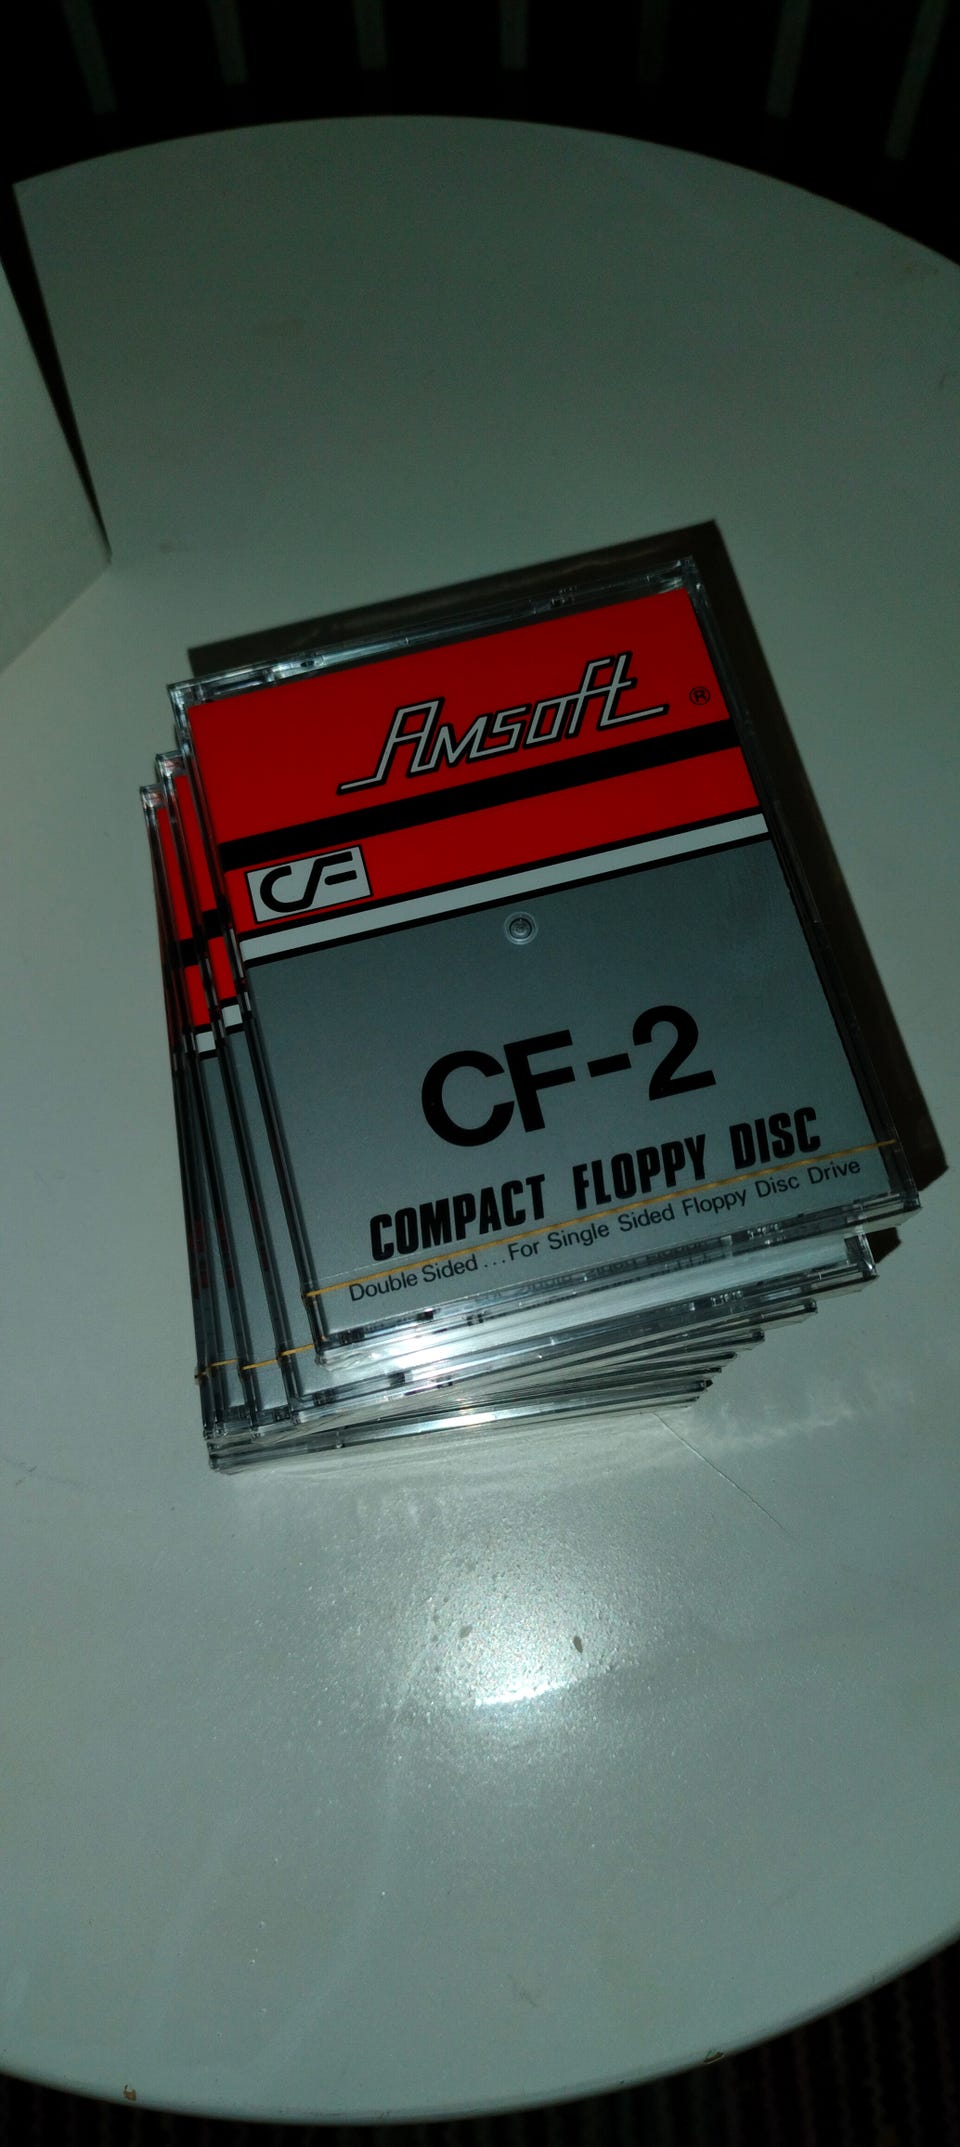 Amsoft ®
CF
CF-2
COMPACT FLOPPY DISC
Double Sided ... For Single Sided Floppy Disc Drive